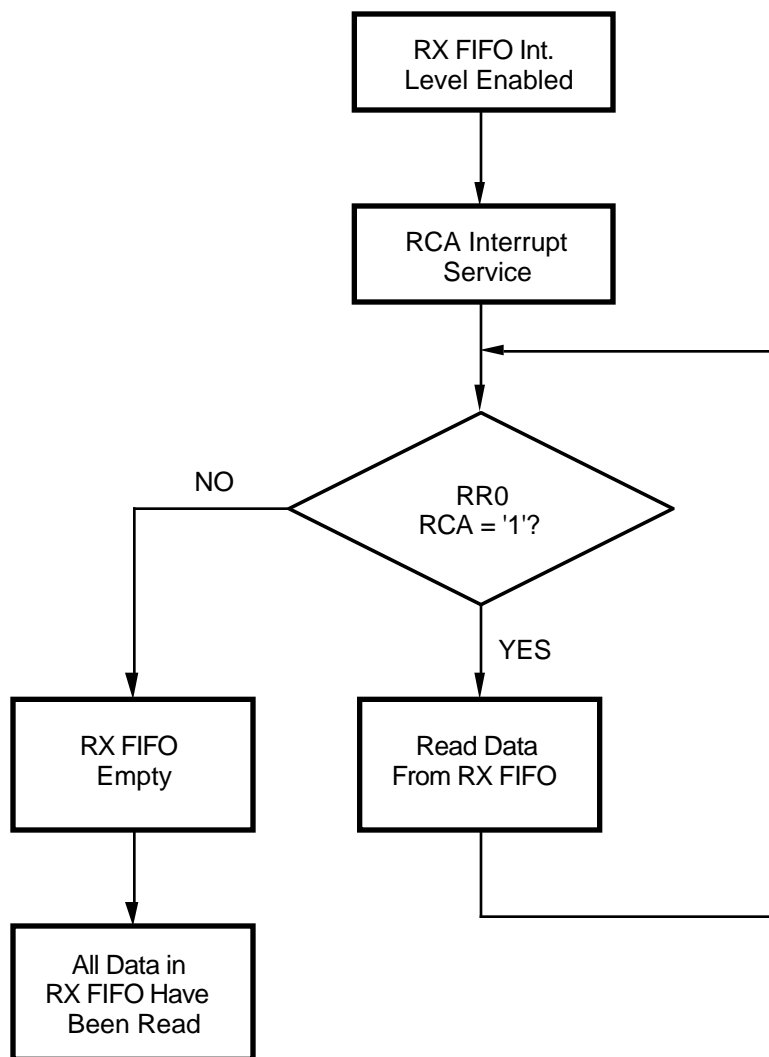 RX FIFO Int.
Level Enabled
RCA Interrupt
Service
NO
RR0
RCA = '1'?
YES
RX FIFO
Empty
Read Data
From RX FIFO
All Data in
RX FIFO Have
Been Read